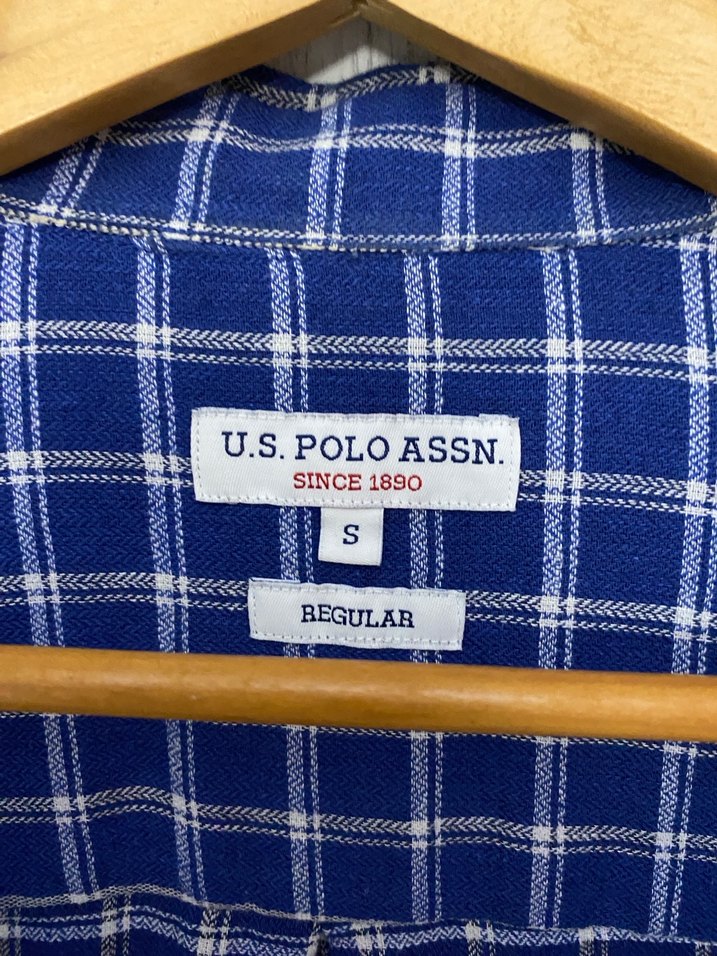 U.S. POLO ASSN.
SINCE 1890
S
REGULAR